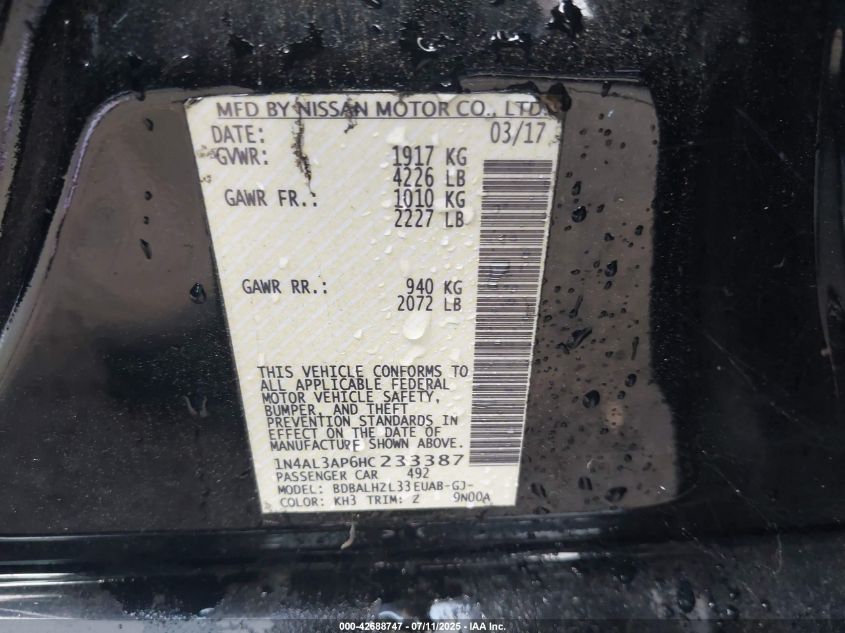 MFD BY NISSAN MOTOR CO., LTD.
DATE: 03/17
GVWR: 1917 KG
4226 LB
GAWR FR.: 1010 KG
2227 LB
GAWR RR.: 940 KG
2072 LB
THIS VEHICLE CONFORMS TO
ALL APPLICABLE FEDERAL
MOTOR VEHICLE SAFETY,
BUMPER, AND THEFT
PREVENTION STANDARDS IN
EFFECT ON THE DATE OF
MANUFACTURE SHOWN ABOVE.
1N4AL3AP6HC233387
PASSENGER CAR 492
MODEL: BDBALHZL33EUAB-GJ-
COLOR: KH3 TRIM: Z 9N00A
000-42688747 - 07/11/2025 - IAA Inc.